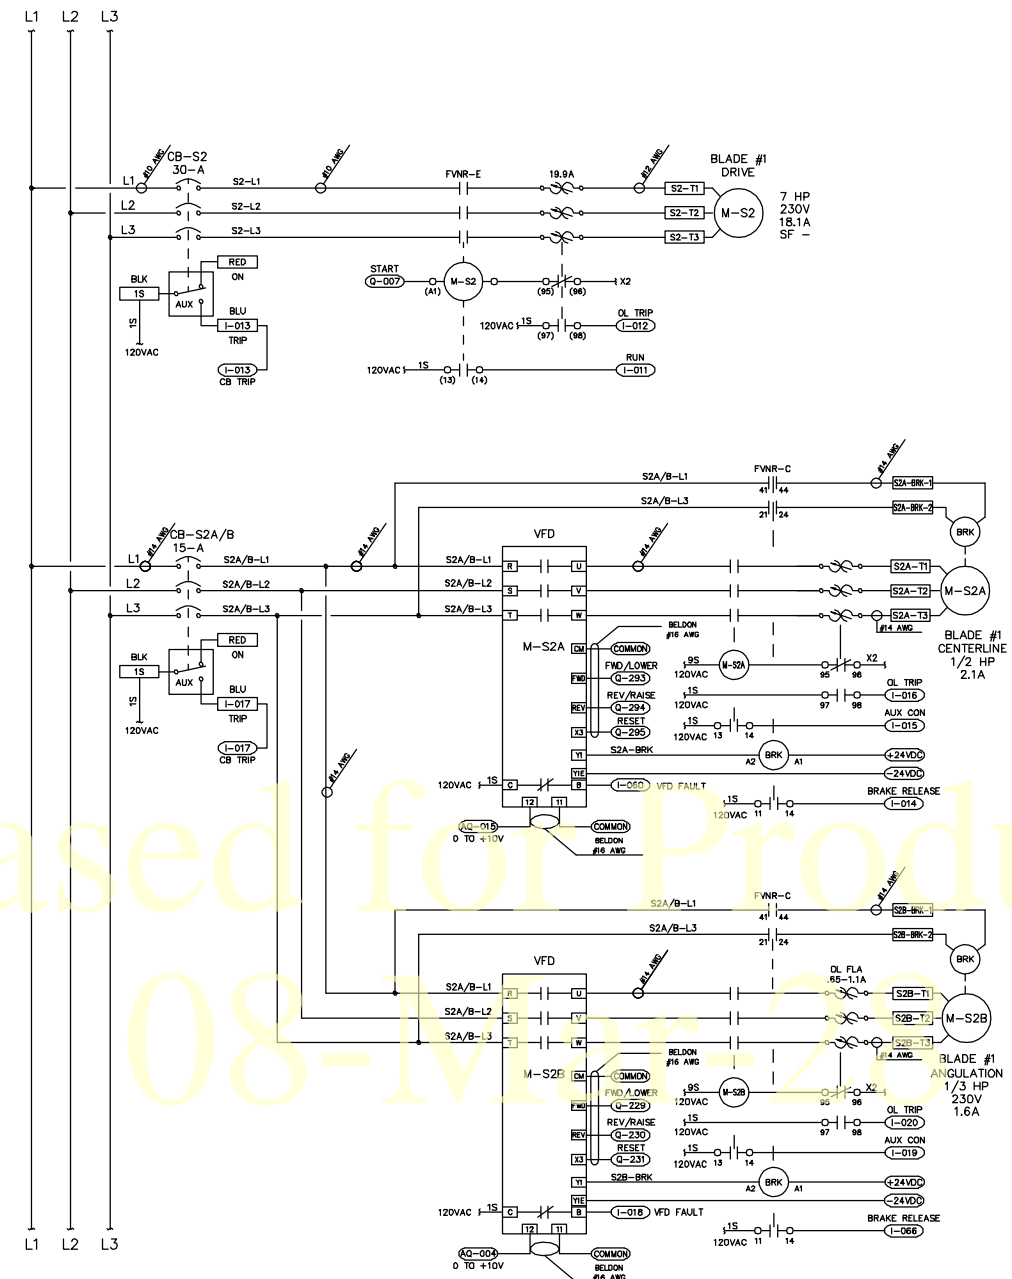 L1 L2 L3
CB-S2
30-A
#10 AWG
#10 AWG
#12 AWG
L1 S2-L1 FVNR-E 19.9A S2-T1
L2 S2-L2 S2-T2
L3 S2-L3 S2-T3
BLADE #1
DRIVE
M-S2
7 HP
230V
18.1A
SF -
RED
ON
BLK
1S
AUX
BLU
I-013
TRIP
1S
120VAC
I-013
CB TRIP
START
Q-007 (A1) M-S2 (95) (96) X2
OL TRIP
120VAC 1S (97) (98) I-012
RUN
120VAC 1S (13) (14) I-011
#14 AWG
S2A/B-L1 FVNR-C 41 44 S2A-BRK-1
S2A/B-L3 21 24 S2A-BRK-2
BRK
CB-S2A/B
15-A
#14 AWG
#14 AWG
#14 AWG
VFD
L1 S2A/B-L1 S2A/B-L1 R U S2A-T1
L2 S2A/B-L2 S2A/B-L2 S V S2A-T2 M-S2A
L3 S2A/B-L3 S2A/B-L3 T W S2A-T3
#14 AWG
BELDON
#16 AWG
BLADE #1
CENTERLINE
1/2 HP
2.1A
RED
ON
BLK
1S
AUX
BLU
I-017
TRIP
1S
120VAC
I-017
CB TRIP
M-S2A
CM COMMON
FWD/LOWER
FWD Q-293
REV/RAISE
REV Q-294
RESET
X3 Q-295
9S M-S2A 95 96 X2
120VAC
OL TRIP
1S 97 98 I-016
120VAC
AUX CON
1S 13 14 I-015
120VAC
Y1 S2A-BRK A2 BRK A1 +24VDC
Y1E -24VDC
#14 AWG
120VAC 1S C B I-060 VFD FAULT
BRAKE RELEASE
1S 11 14 I-014
120VAC
12 11
AQ-015 COMMON
0 TO +10V
BELDON
#16 AWG
ased for Produ
#14 AWG
S2A/B-L1 FVNR-C 41 44 S2B-BRK-1
S2A/B-L3 21 24 S2B-BRK-2
BRK
VFD
#14 AWG
OL FLA
.65-1.1A
S2A/B-L1 R U S2B-T1
S2A/B-L2 S V S2B-T2 M-S2B
S2A/B-L3 T W S2B-T3
#14 AWG
08-Mar-28
BELDON
#16 AWG
BLADE #1
ANGULATION
1/3 HP
230V
1.6A
M-S2B
CM COMMON
FWD/LOWER
FWD Q-229
REV/RAISE
REV Q-230
RESET
X3 Q-231
9S M-S2B 95 96 X2
120VAC
OL TRIP
1S 97 98 I-020
120VAC
AUX CON
1S 13 14 I-019
120VAC
Y1 S2B-BRK A2 BRK A1 +24VDC
Y1E -24VDC
120VAC 1S C B I-018 VFD FAULT
BRAKE RELEASE
1S 11 14 I-066
120VAC
12 11
L1 L2 L3
AQ-004 COMMON
0 TO +10V
BELDON
#16 AWG